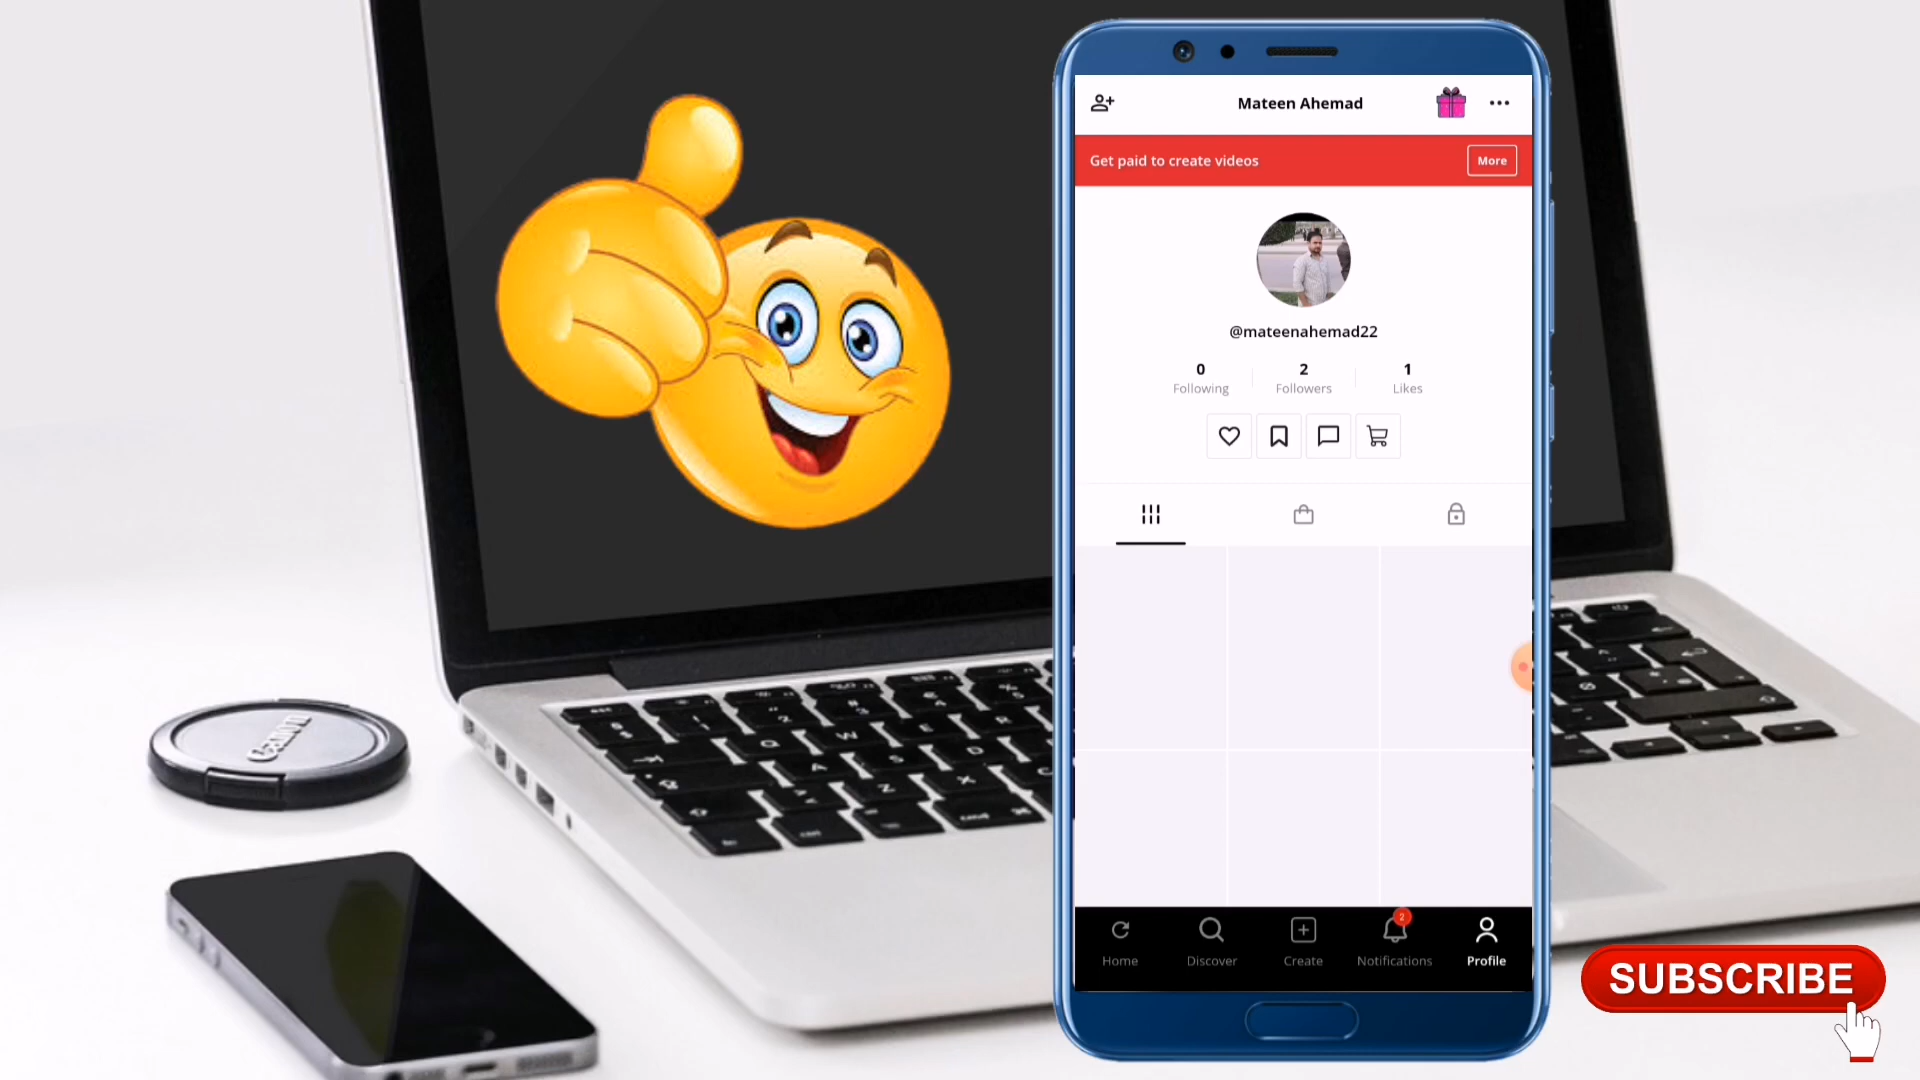 Mateen Ahemad
Get paid to create videos
More
@mateenahemad22
0
Following
2
Followers
1
Likes
2
Home
Discover
Create
Notifications
Profile
SUBSCRIBE
Canon